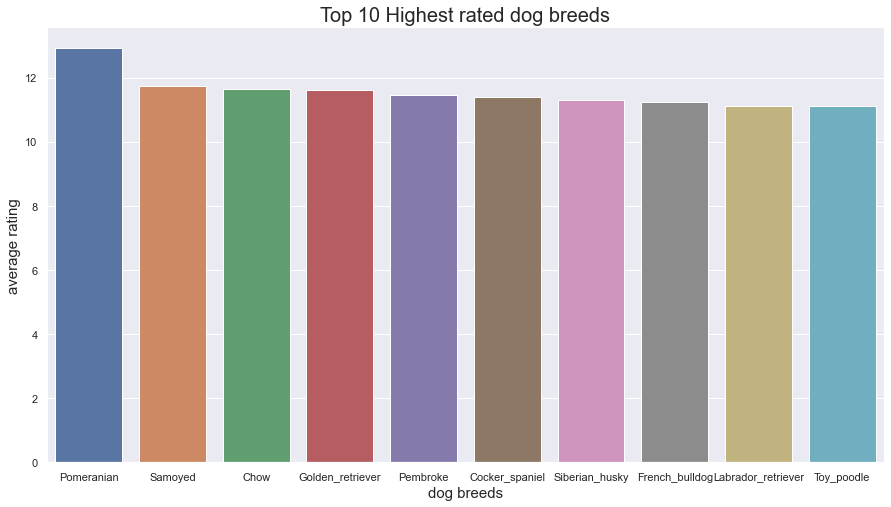 Top 10 Highest rated dog breeds
average rating
12
10
8
6
4
2
0
Pomeranian Samoyed Chow Golden_retriever Pembroke Cocker_spaniel Siberian_husky French_bulldog Labrador_retriever Toy_poodle
dog breeds